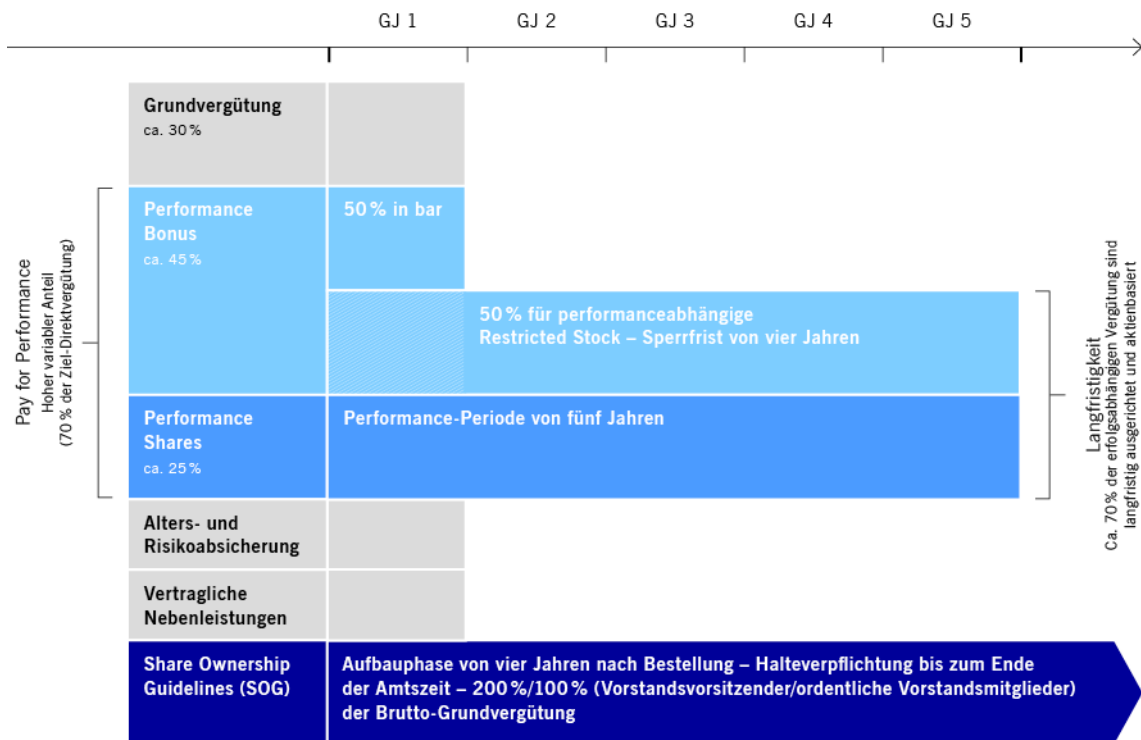 GJ 1 GJ 2 GJ 3 GJ 4 GJ 5
Grundvergütung
ca. 30 %
Pay for Performance
Hoher variabler Anteil
(70 % der Ziel-Direktvergütung)
Performance
Bonus
ca. 45 %
50 % in bar
50 % für performanceabhängige
Restricted Stock – Sperrfrist von vier Jahren
Performance
Shares
ca. 25 %
Performance-Periode von fünf Jahren
Langfristigkeit
Ca. 70 % der erfolgsabhängigen Vergütung sind
langfristig ausgerichtet und aktienbasiert
Alters- und
Risikoabsicherung
Vertragliche
Nebenleistungen
Share Ownership
Guidelines (SOG)
Aufbauphase von vier Jahren nach Bestellung – Halteverpflichtung bis zum Ende
der Amtszeit – 200 %/100 % (Vorstandsvorsitzender/ordentliche Vorstandsmitglieder)
der Brutto-Grundvergütung